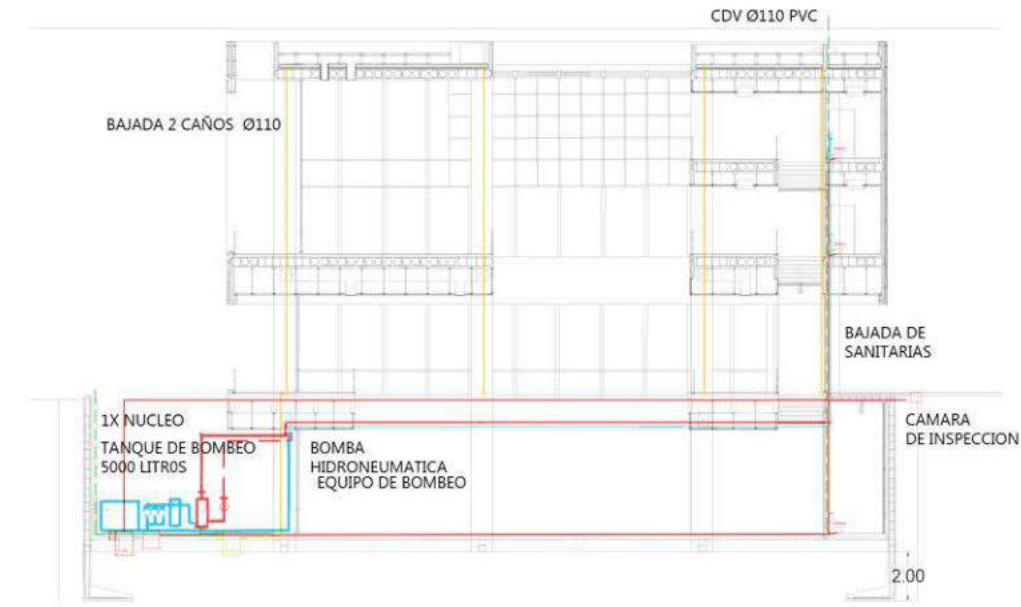 CDV Ø110 PVC
BAJADA 2 CAÑOS Ø110
BAJADA DE
SANITARIAS
1X NUCLEO
TANQUE DE BOMBEO
5000 LITR0S
BOMBA
HIDRONEUMATICA
EQUIPO DE BOMBEO
CAMARA
DE INSPECCION
2.00